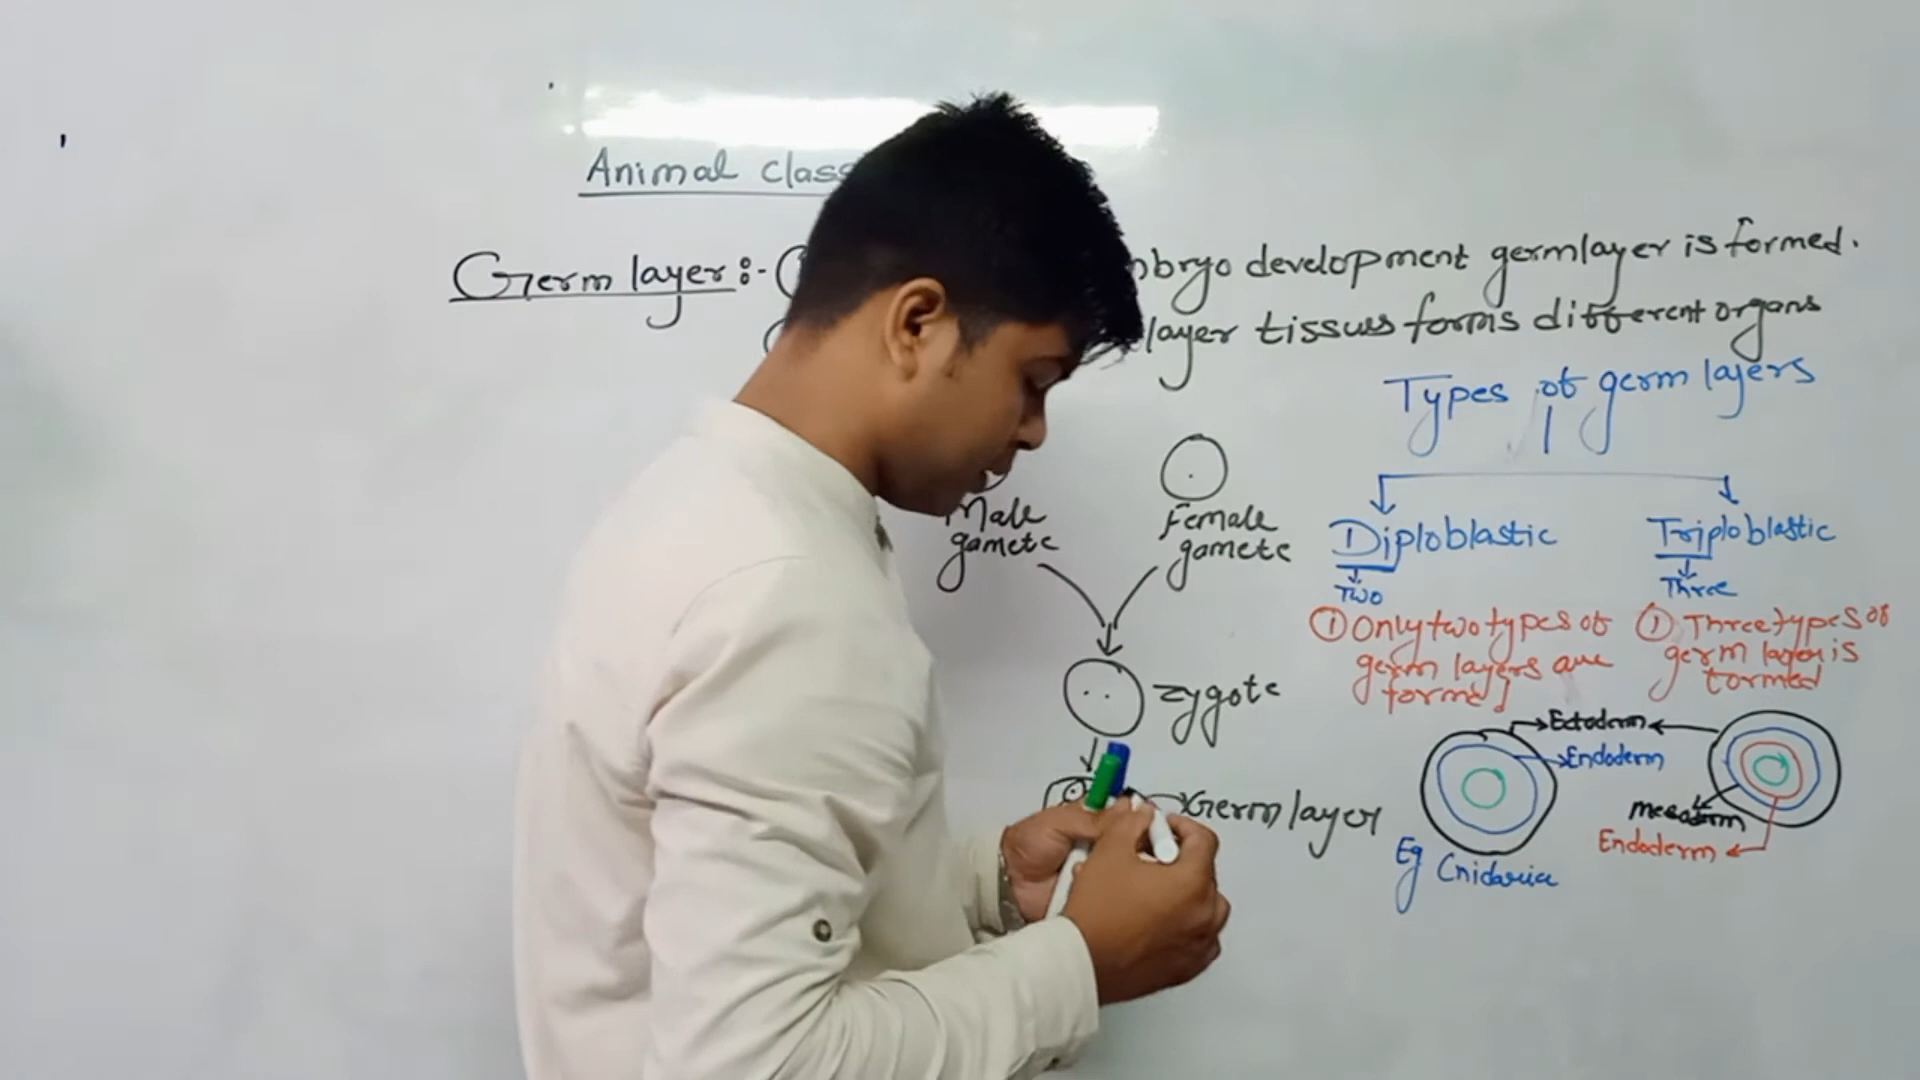 Animal class
Germ layer :-
bryo development germlayer is formed.
layer tissues forms different organs
Types of germ layers
Male
gamete
Female
gamete
Diploblastic
Two
Triploblastic
Three
① Only two types of
germ layers are
formed
① Three types of
germ layer is
formed
zygote
Germ layer
Ectoderm
Endoderm
Mesoderm
Endoderm
Eg Cnidaria